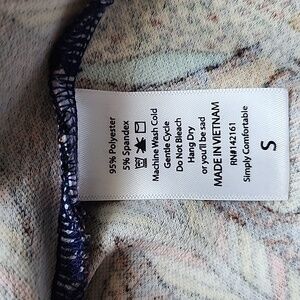 95% Polyester
5% Spandex
Machine Wash Cold
Gentle Cycle
Do Not Bleach
Hang Dry
or you'll be sad
MADE IN VIETNAM
RN#142161
Simply Comfortable
S